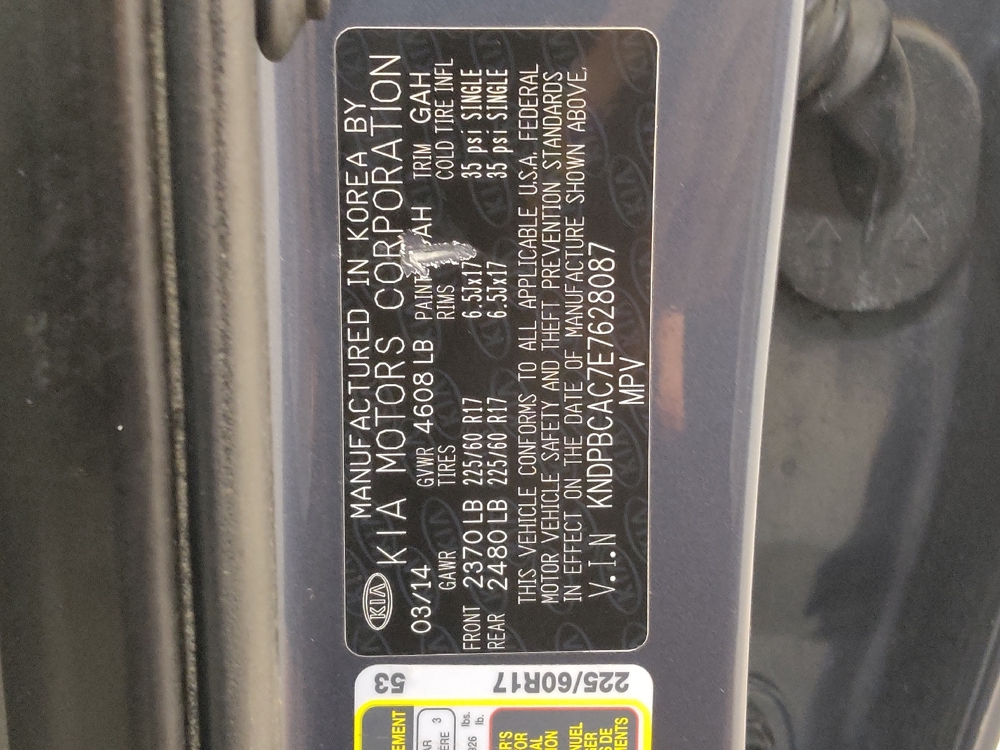 MANUFACTURED IN KOREA BY
KIA KIA MOTORS CORPORATION
03/14 GVWR 4608 LB PAINT AH TRIM GAH
GAWR TIRES RIMS COLD TIRE INFL
FRONT 2370 LB 225/60 R17 6.5Jx17 35 psi SINGLE
REAR 2480 LB 225/60 R17 6.5Jx17 35 psi SINGLE
THIS VEHICLE CONFORMS TO ALL APPLICABLE U.S.A. FEDERAL
MOTOR VEHICLE SAFETY AND THEFT PREVENTION STANDARDS
IN EFFECT ON THE DATE OF MANUFACTURE SHOWN ABOVE.
V.I.N KNDPBCAC7E7628087
MPV
53
225/60R17
lbs.
lb.